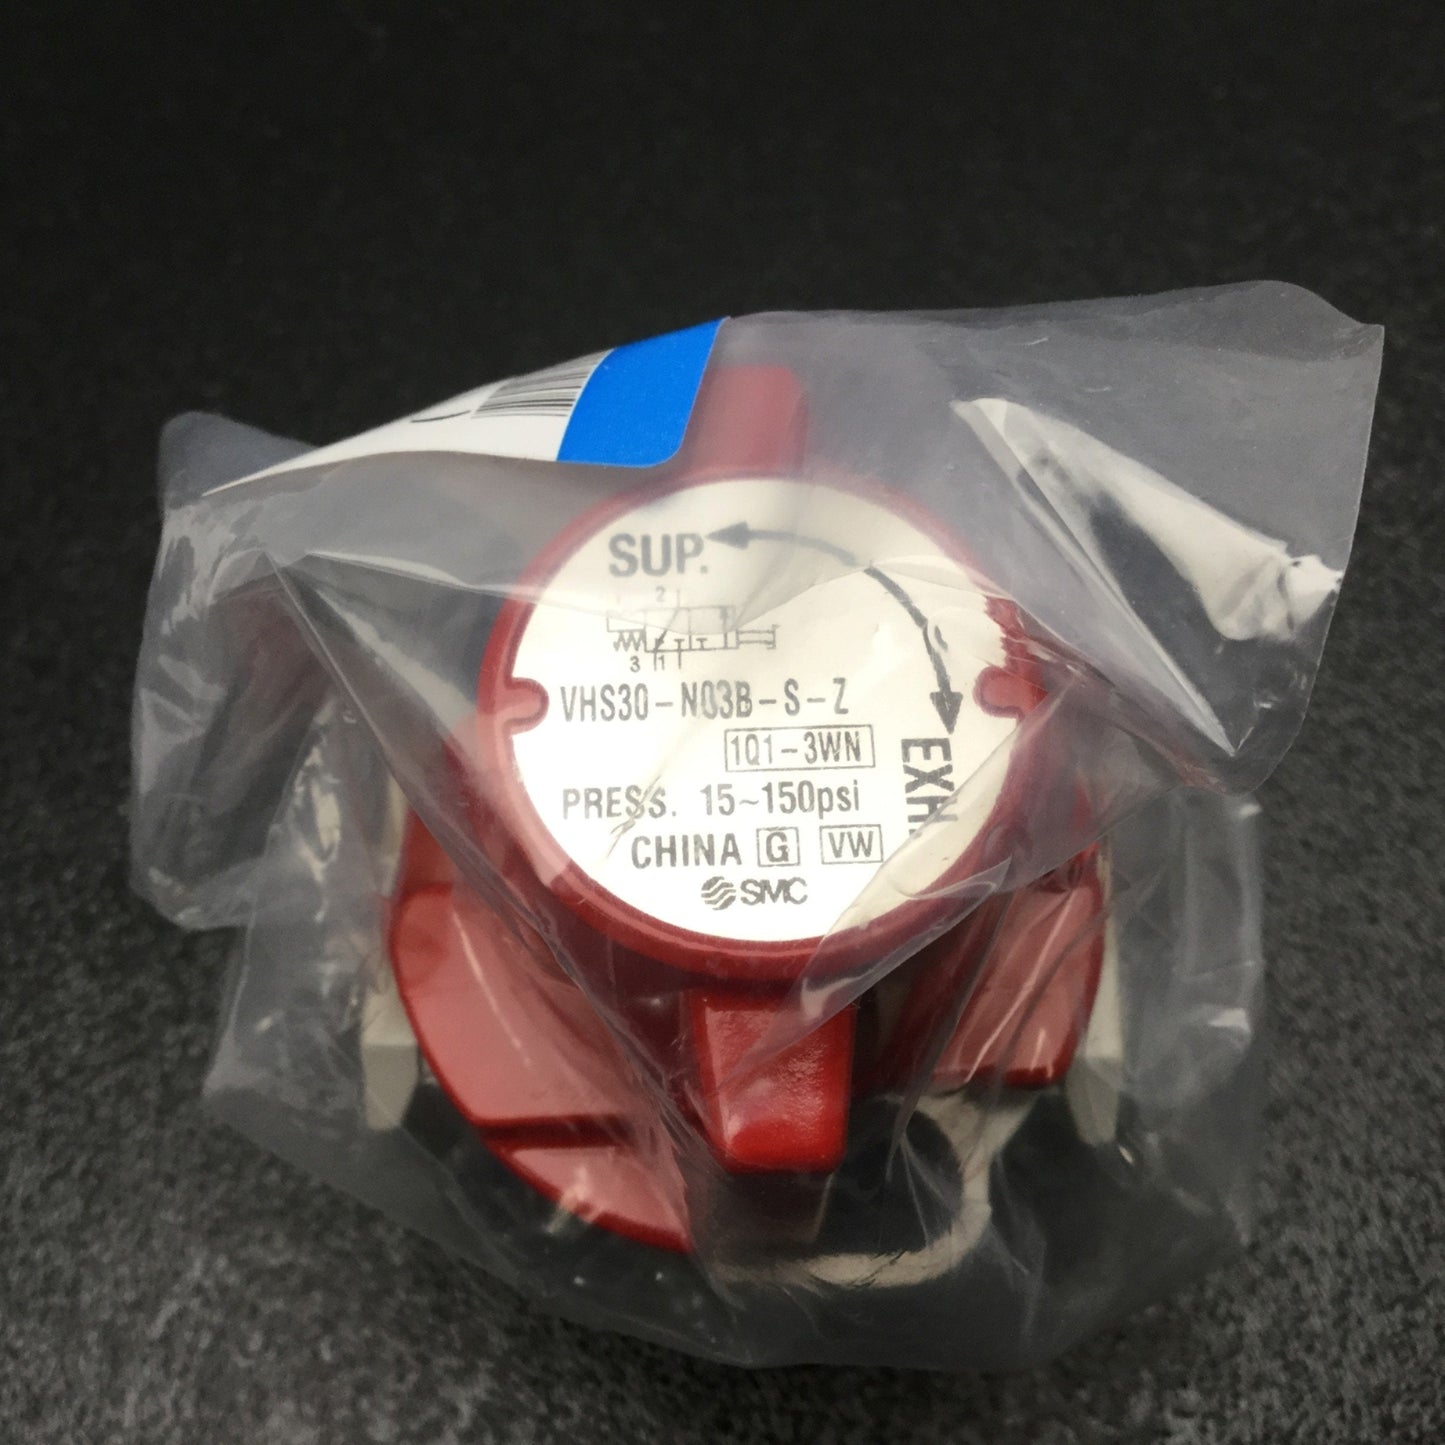 SUP.
2
3 1
VHS30-N03B-S-Z
1Q1-3WN
PRESS. 15~150psi
EXH.
CHINA G VW
SMC